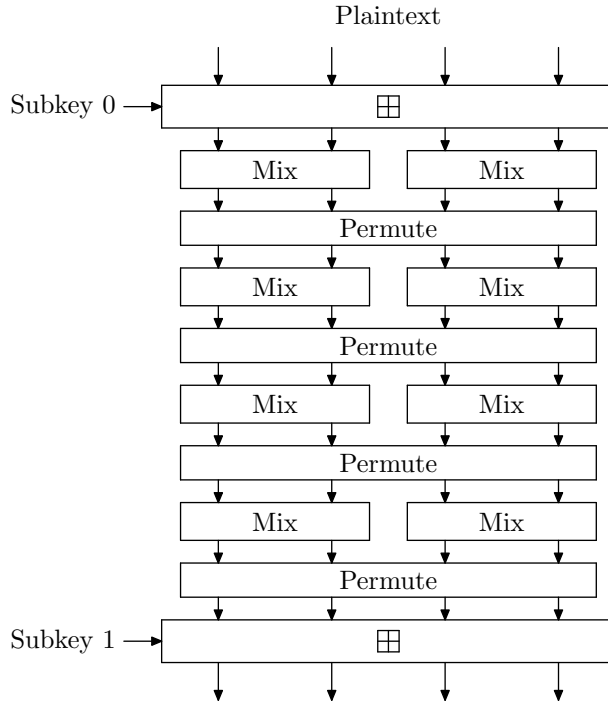 Plaintext
Subkey 0 ⊞
Mix Mix
Permute
Mix Mix
Permute
Mix Mix
Permute
Mix Mix
Permute
Subkey 1 ⊞